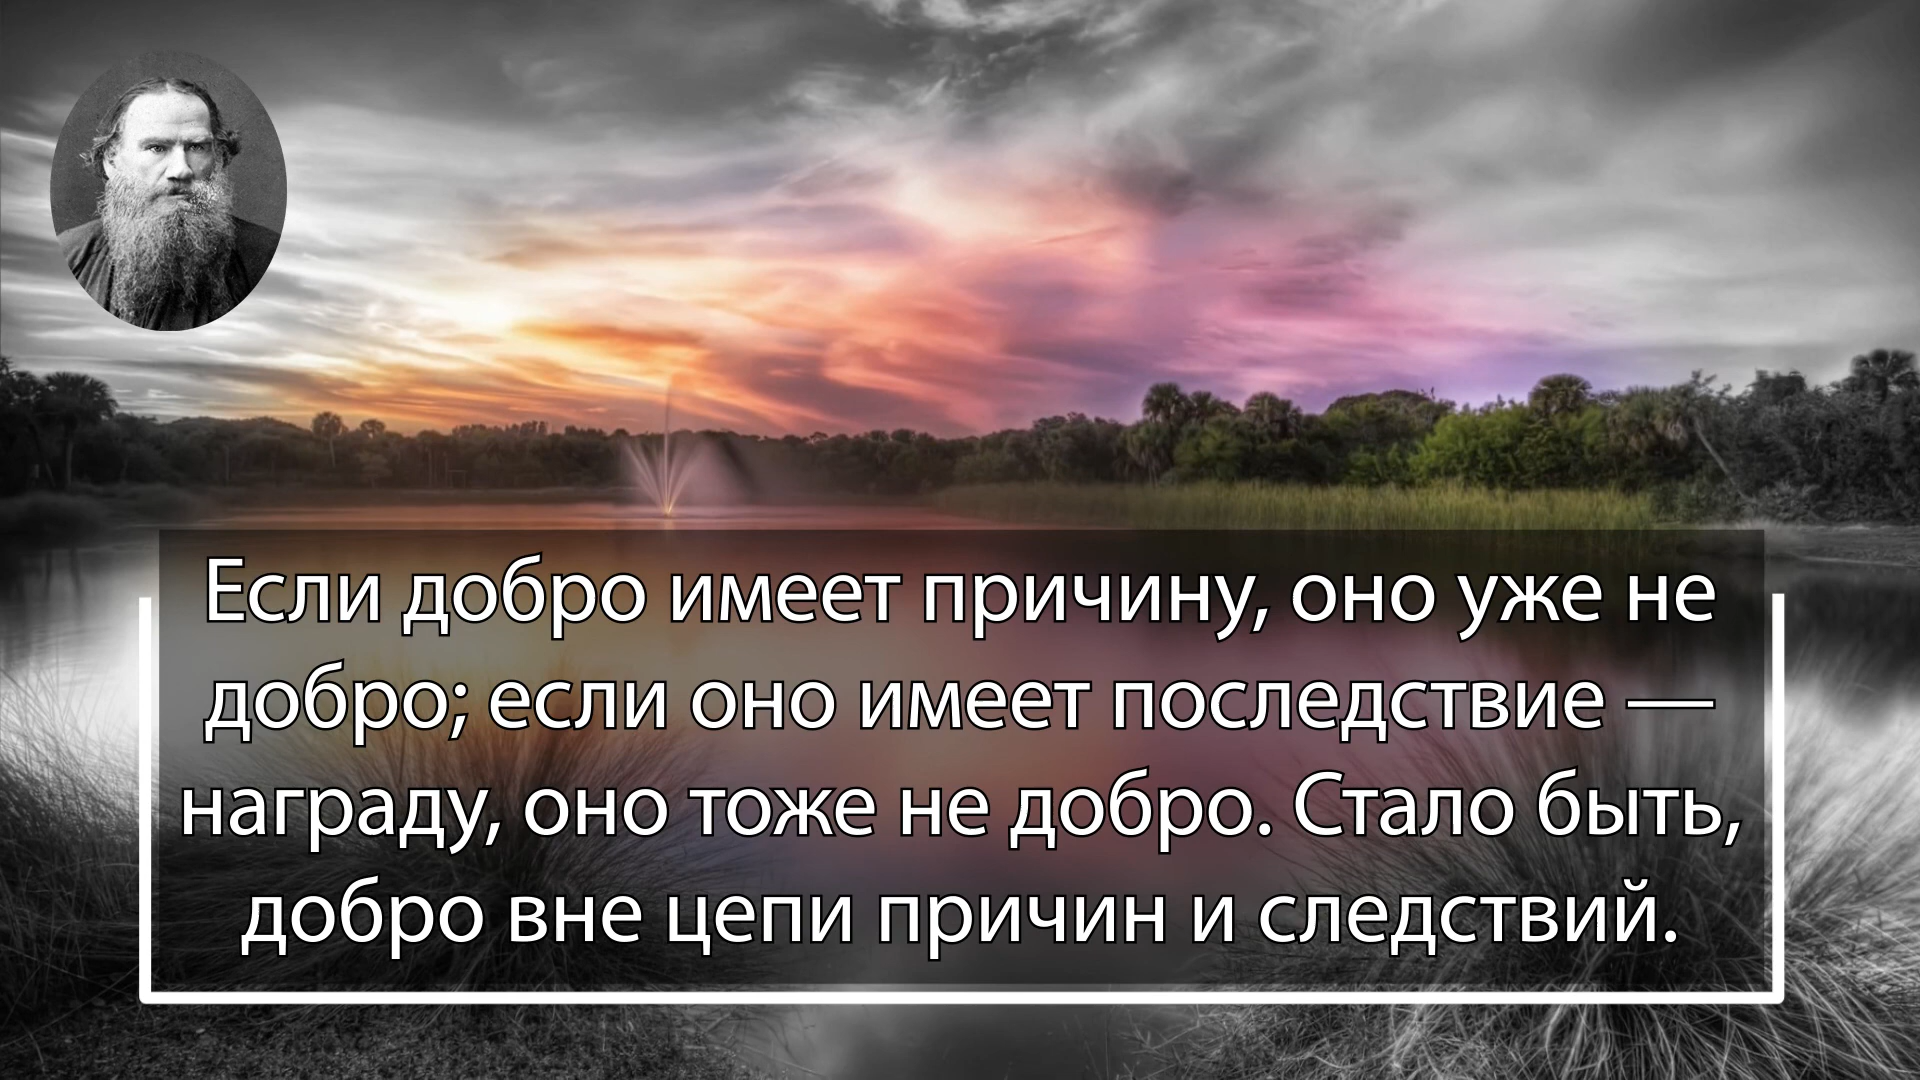 Если добро имеет причину, оно уже не
добро; если оно имеет последствие —
награду, оно тоже не добро. Стало быть,
добро вне цепи причин и следствий.